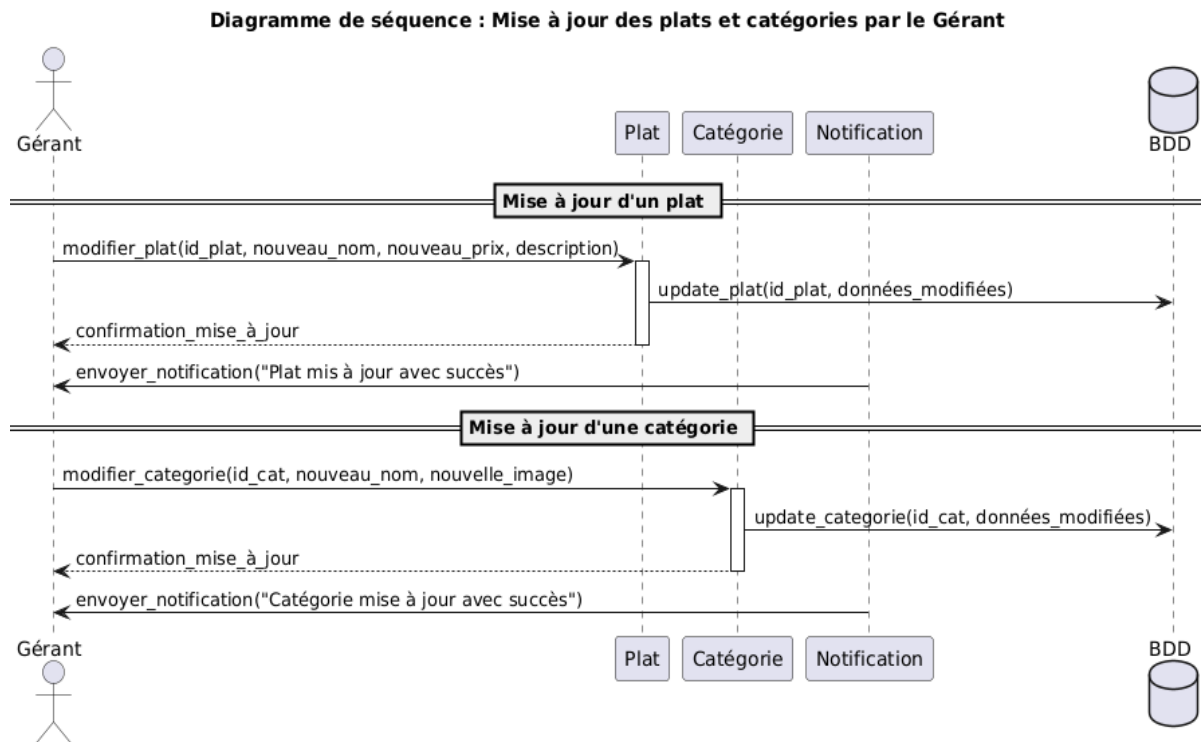 Diagramme de séquence : Mise à jour des plats et catégories par le Gérant
Gérant
Plat
Catégorie
Notification
BDD
Mise à jour d'un plat
modifier_plat(id_plat, nouveau_nom, nouveau_prix, description)
update_plat(id_plat, données_modifiées)
confirmation_mise_à_jour
envoyer_notification("Plat mis à jour avec succès")
Mise à jour d'une catégorie
modifier_categorie(id_cat, nouveau_nom, nouvelle_image)
update_categorie(id_cat, données_modifiées)
confirmation_mise_à_jour
envoyer_notification("Catégorie mise à jour avec succès")
Gérant
Plat
Catégorie
Notification
BDD